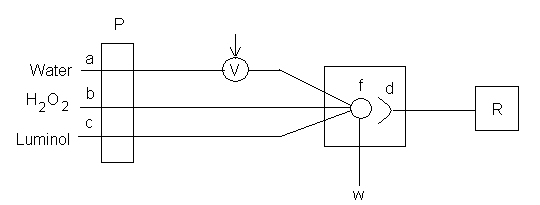 P
Water a
V
H₂O₂ b
f d
R
Luminol c
w